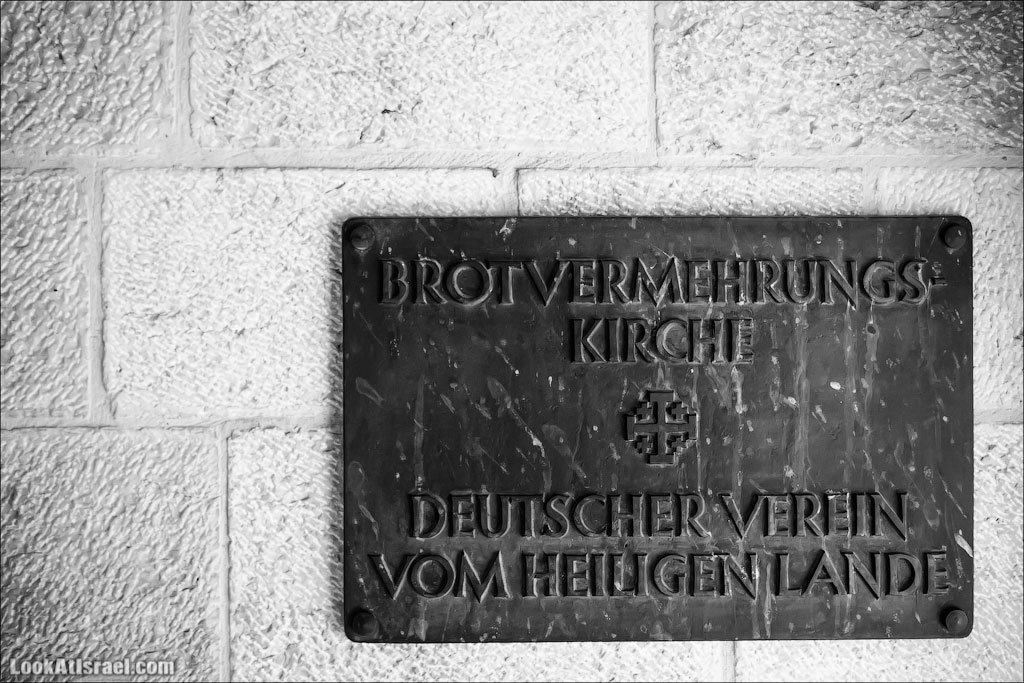 BROTVERMEHRUNGS-
KIRCHE
DEUTSCHER VEREIN
VOM HEILIGEN LANDE
LookAtIsrael.com